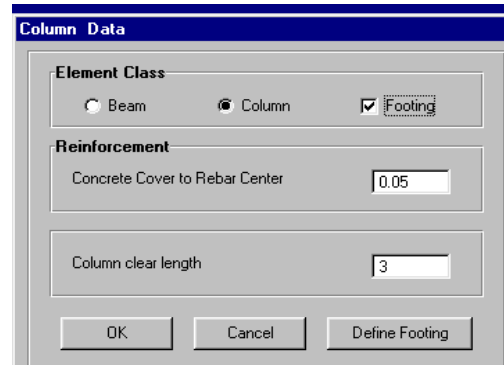 Column Data
Element Class
Beam Column Footing
Reinforcement
Concrete Cover to Rebar Center 0.05
Column clear length 3
OK Cancel Define Footing